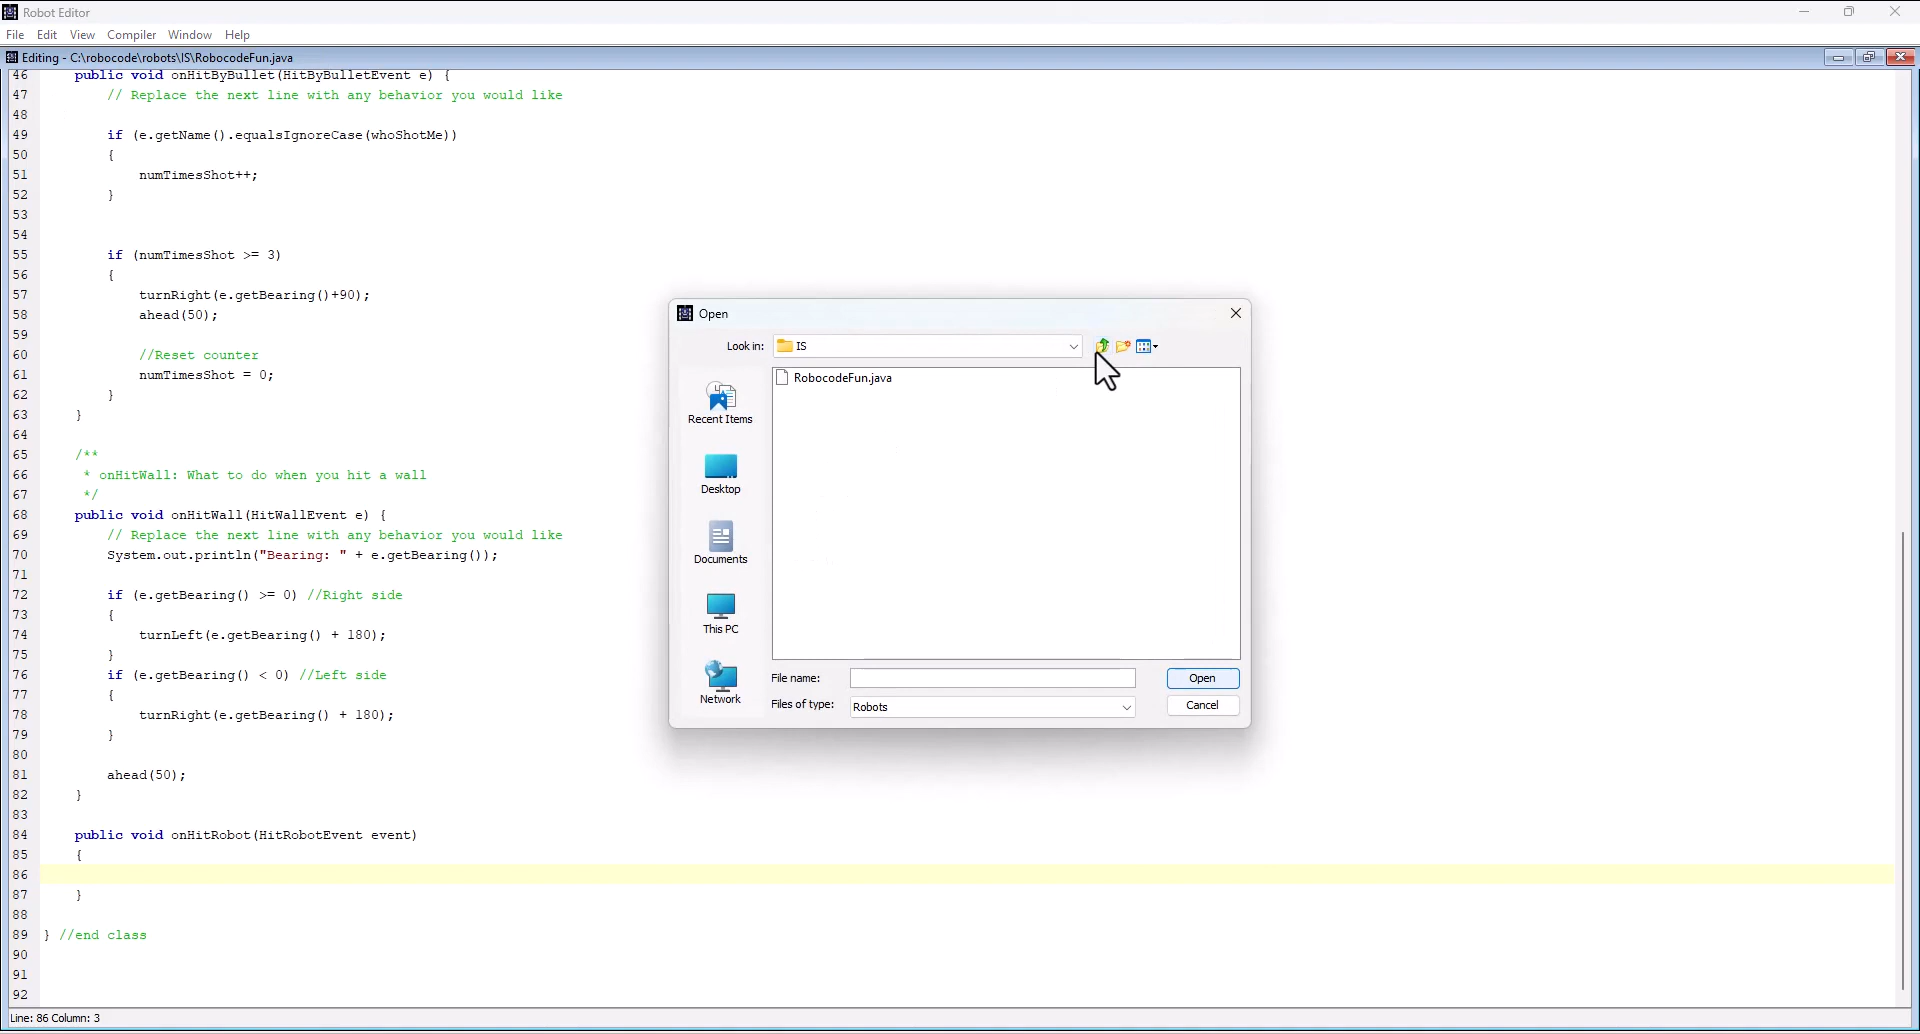 Robot Editor
File Edit View Compiler Window Help
Editing - C:\robocode\robots\IS\RobocodeFun.java
46 public void onHitByBullet(HitByBulletEvent e) {
47 // Replace the next line with any behavior you would like
48
49 if (e.getName().equalsIgnoreCase(whoShotMe))
50 {
51 numTimesShot++;
52 }
53
54
55 if (numTimesShot >= 3)
56 {
57 turnRight(e.getBearing()+90);
58 ahead(50);
59
60 //Reset counter
61 numTimesShot = 0;
62 }
63 }
64
65 /**
66 * onHitWall: What to do when you hit a wall
67 */
68 public void onHitWall(HitWallEvent e) {
69 // Replace the next line with any behavior you would like
70 System.out.println("Bearing: " + e.getBearing());
71
72 if (e.getBearing() >= 0) //Right side
73 {
74 turnLeft(e.getBearing() + 180);
75 }
76 if (e.getBearing() < 0) //Left side
77 {
78 turnRight(e.getBearing() + 180);
79 }
80
81 ahead(50);
82 }
83
84 public void onHitRobot(HitRobotEvent event)
85 {
86
87 }
88
89 } //end class
90
91
92
Line: 86 Column: 3
Open
Look in: IS
RobocodeFun.java
Recent Items
Desktop
Documents
This PC
Network
File name: Open
Files of type: Robots Cancel